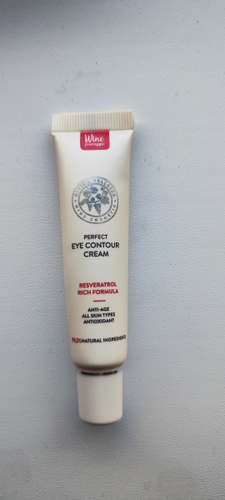 Wine
PERFECT
EYE CONTOUR
CREAM
RESVERATROL
RICH FORMULA
ANTI-AGE
ALL SKIN TYPES
ANTIOXIDANT
NATURAL INGREDIENTS